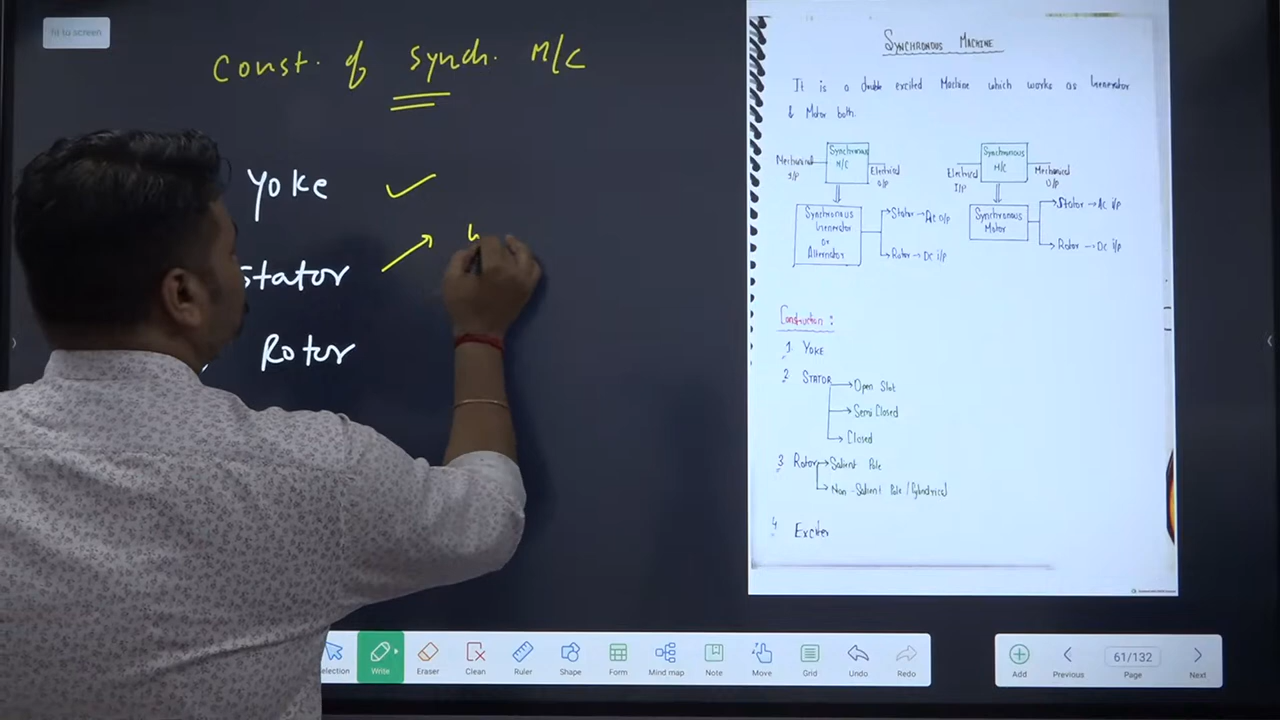 hi to screen
Const. of Synch. M/C
Yoke
Stator
Rotor
SYNCHRONOUS MACHINE
It is a double excited Machine which works as Generator
& Motor both.
Mechanical I/P
Synchronous M/C
Electrical O/P
Synchronous Generator or Alternator
Stator → AC O/P
Rotor → DC i/p
Electrical I/P
Synchronous M/C
Mechanical O/P
Synchronous Motor
Stator → AC i/p
Rotor → DC i/p
Construction :
1 YOKE
2 STATOR → Open Slot
→ Semi Closed
→ Closed
3 Rotor → Salient Pole
→ Non-Salient Pole / Cylindrical
4 Exciter
election
Write
Eraser
Clean
Ruler
Shape
Form
Mind map
Note
Move
Grid
Undo
Redo
Add
Previous
61/132
Page
Next